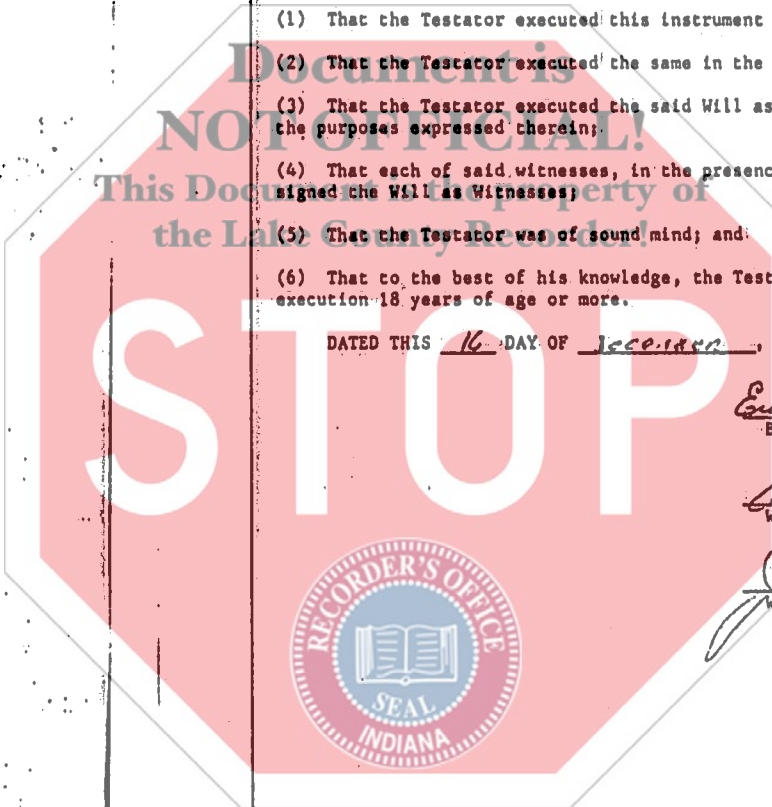 (1) That the Testator executed this instrument
Document is
(2) That the Testator executed the same in the
(3) That the Testator executed the said Will as
NOT OFFICIAL!
the purposes expressed therein;
(4) That each of said witnesses, in the presenc
This Document is the property of
signed the Will as Witnesses;
the Lake County Recorder!
(5) That the Testator was of sound mind; and
(6) That to the best of his knowledge, the Test
execution 18 years of age or more.
DATED THIS 16 DAY OF December,
STOP
RECORDER'S OFFICE
SEAL
INDIANA